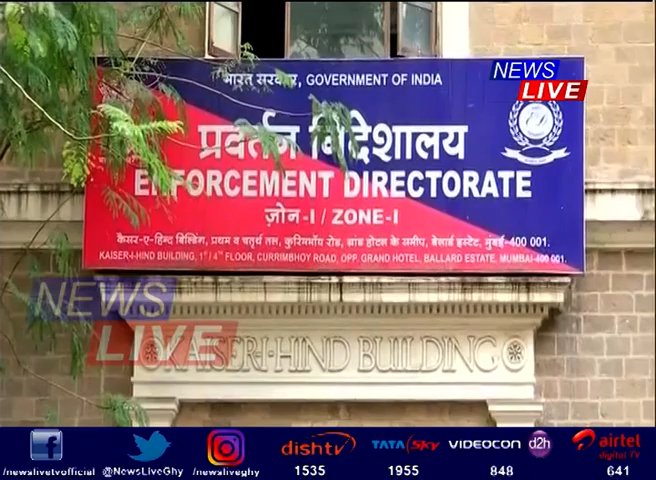 भारत सरकार, GOVERNMENT OF INDIA
NEWS
LIVE
प्रवर्तन निदेशालय
ENFORCEMENT DIRECTORATE
ज़ोन-I / ZONE-I
कैसर-ए-हिन्द बिल्डिंग, प्रथम व चतुर्थ तल, कुरिमभॉय रोड, ग्रांड होटल के समीप, बेलार्ड इस्टेट, मुंबई-400 001.
KAISER-I-HIND BUILDING, 1ST/4TH FLOOR, CURRIMBHOY ROAD, OPP. GRAND HOTEL, BALLARD ESTATE, MUMBAI-400 001.
NEWS
LIVE
KAISER-I-HIND BUILDING
/newslivetvofficial
@NewsLiveGhy
/newsliveghy
dishtv
1535
TATA sky
1955
VIDEOCON d2h
848
airtel
digital TV
641